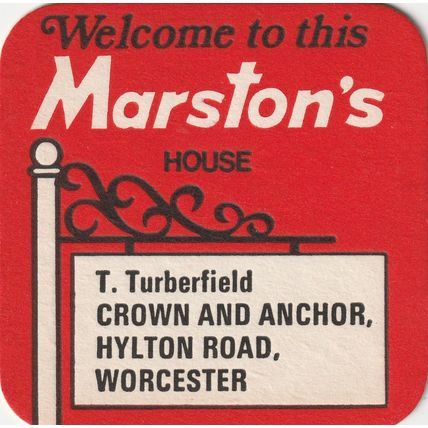 Welcome to this
Marston's
HOUSE
T. Turberfield
CROWN AND ANCHOR,
HYLTON ROAD,
WORCESTER